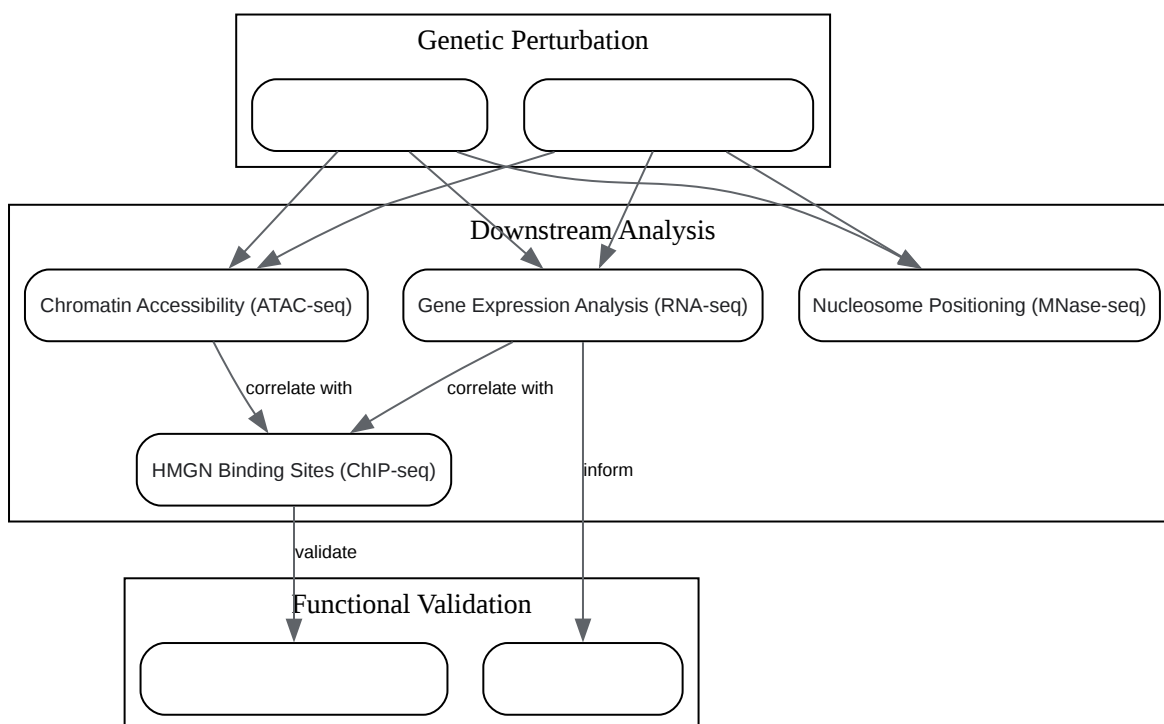 Genetic Perturbation
Downstream Analysis
Chromatin Accessibility (ATAC-seq)
Gene Expression Analysis (RNA-seq)
Nucleosome Positioning (MNase-seq)
correlate with
correlate with
HMGN Binding Sites (ChIP-seq)
inform
validate
Functional Validation